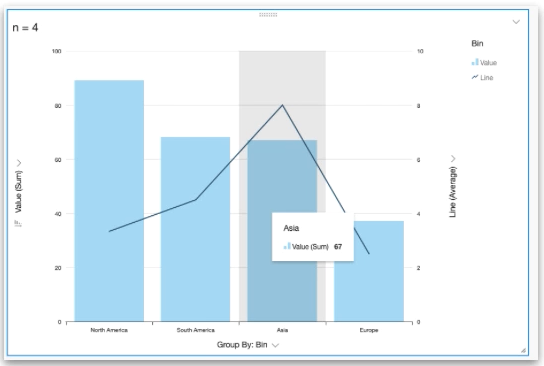 n = 4
Bin
Value
Line
100
80
60
40
20
0
Value (Sum)
10
8
6
4
2
0
Line (Average)
Asia
Value (Sum) 67
North America
South America
Asia
Europe
Group By: Bin